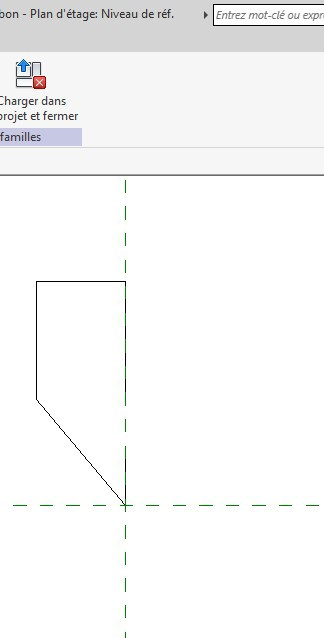 bon - Plan d'étage: Niveau de réf.
Entrez mot-clé ou expr
Charger dans
projet et fermer
familles